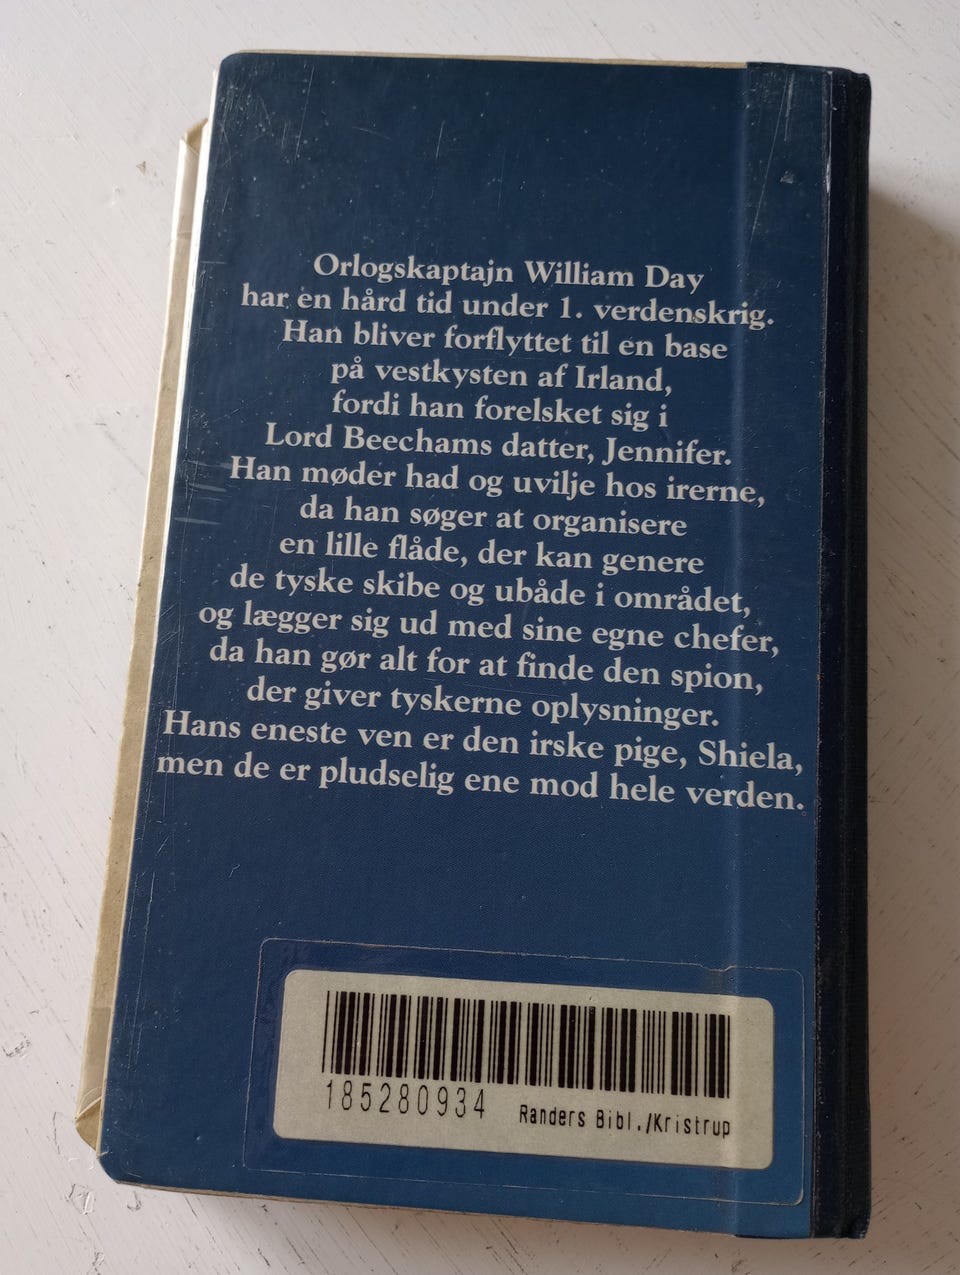 Orlogskaptajn William Day
har en hård tid under 1. verdenskrig.
Han bliver forflyttet til en base
på vestkysten af Irland,
fordi han forelsket sig i
Lord Beechams datter, Jennifer.
Han møder had og uvilje hos irerne,
da han søger at organisere
en lille flåde, der kan genere
de tyske skibe og ubåde i området,
og lægger sig ud med sine egne chefer,
da han gør alt for at finde den spion,
der giver tyskerne oplysninger.
Hans eneste ven er den irske pige, Shiela,
men de er pludselig ene mod hele verden.
185280934 Randers Bibl./Kristrup